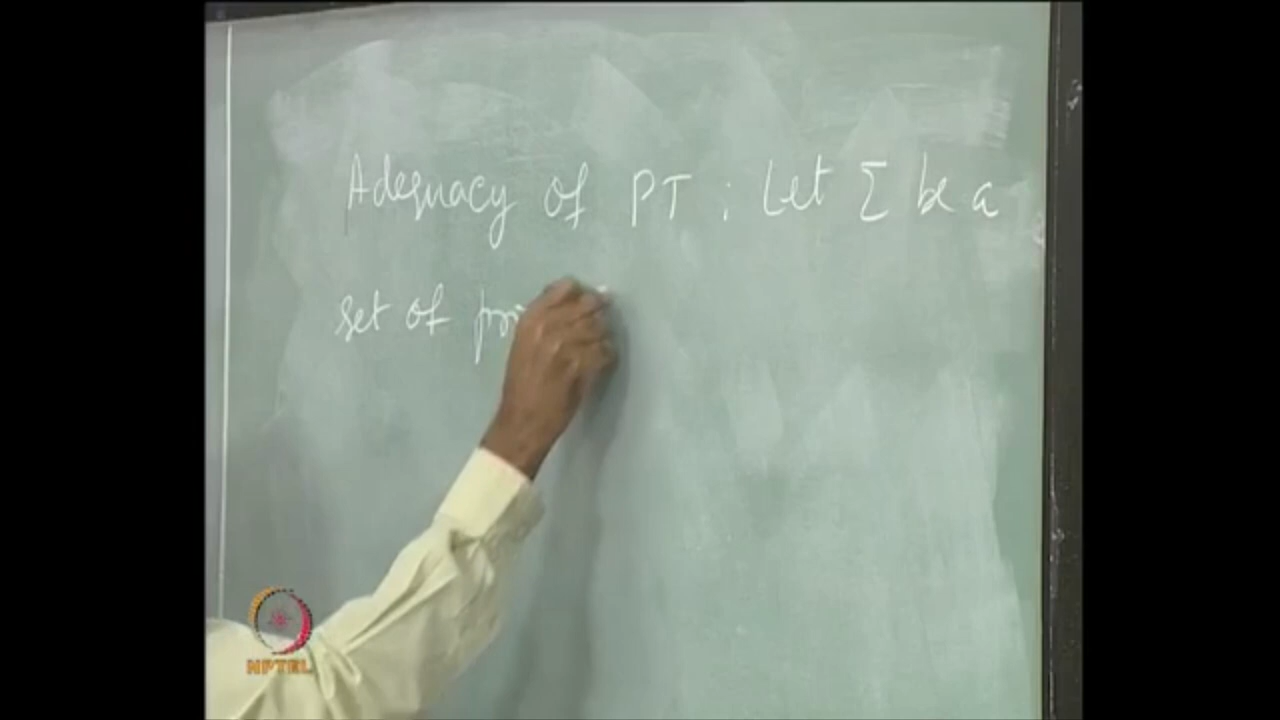 Adequacy of PT : Let Σ be a
set of
NPTEL